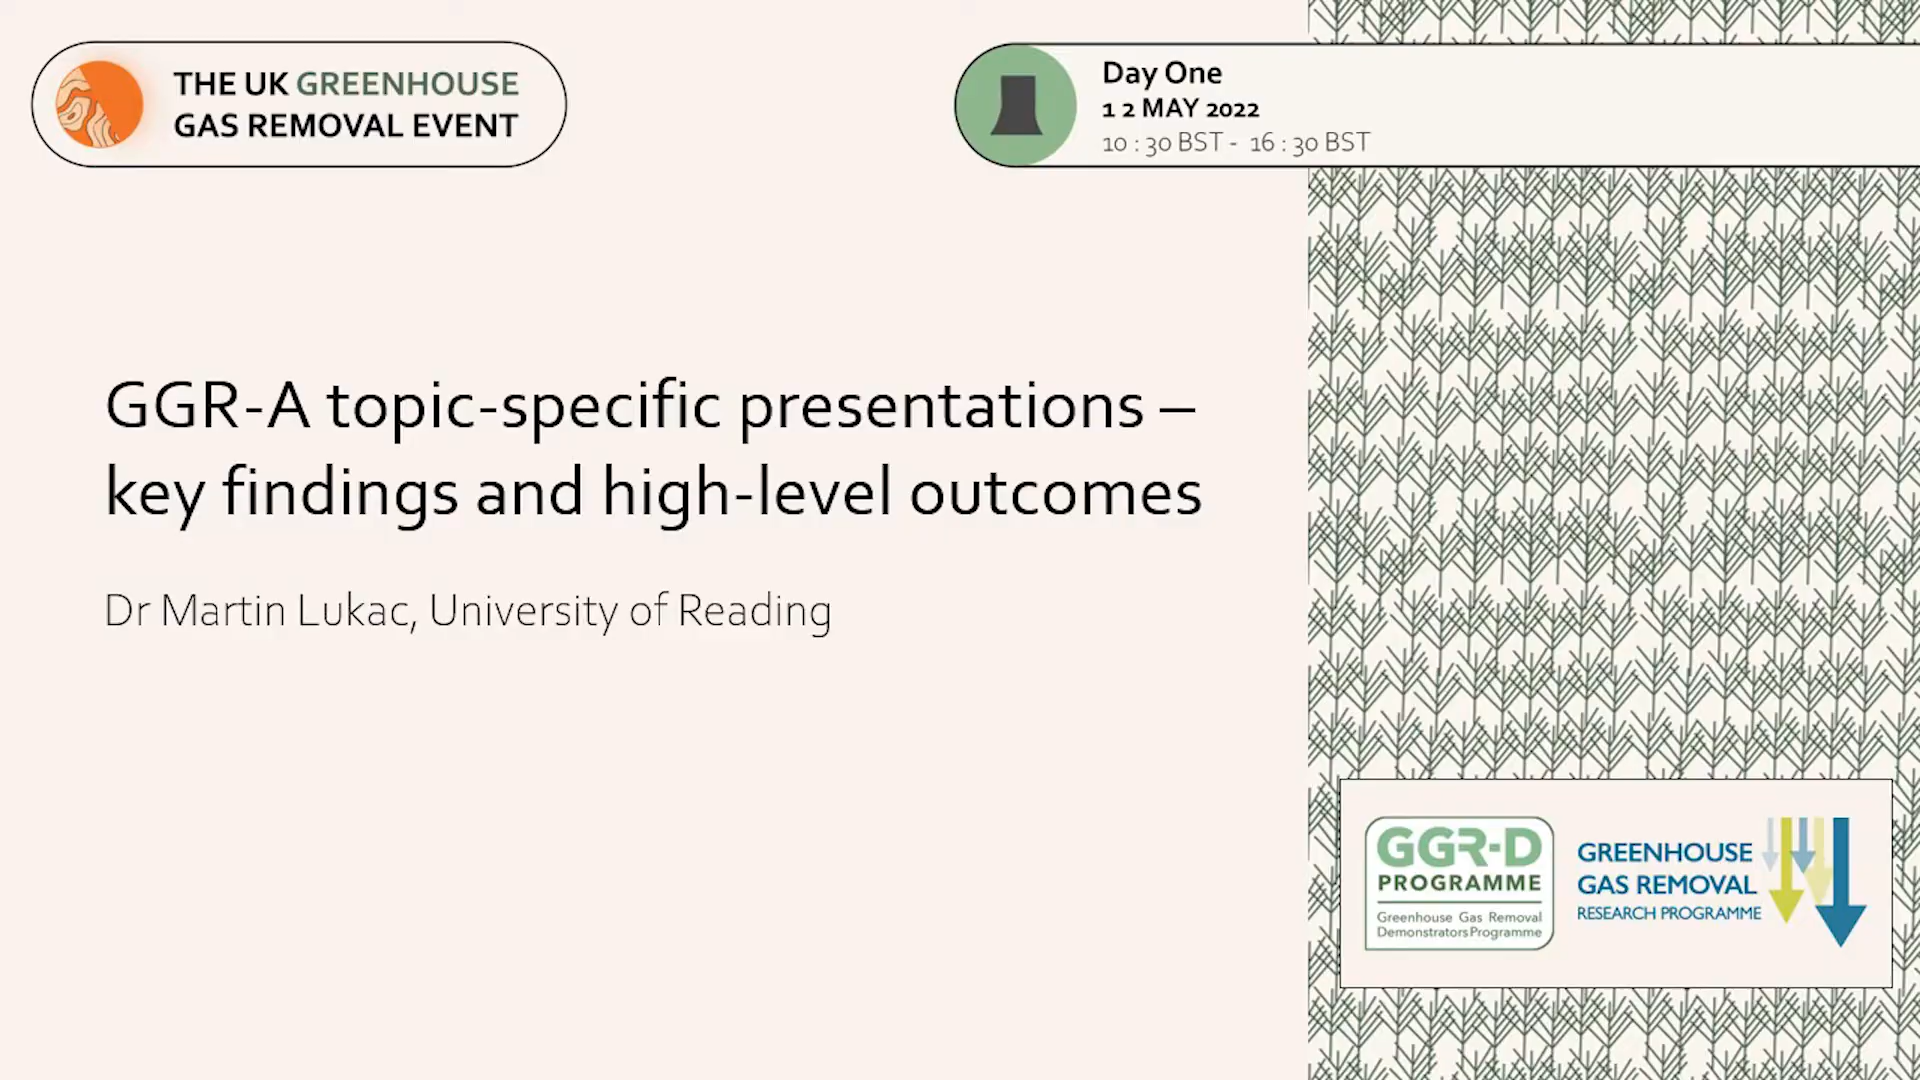 THE UK GREENHOUSE
GAS REMOVAL EVENT
Day One
12 MAY 2022
10 : 30 BST - 16 : 30 BST
GGR-A topic-specific presentations –
key findings and high-level outcomes
Dr Martin Lukac, University of Reading
GGR-D
PROGRAMME
Greenhouse Gas Removal
Demonstrators Programme
GREENHOUSE
GAS REMOVAL
RESEARCH PROGRAMME